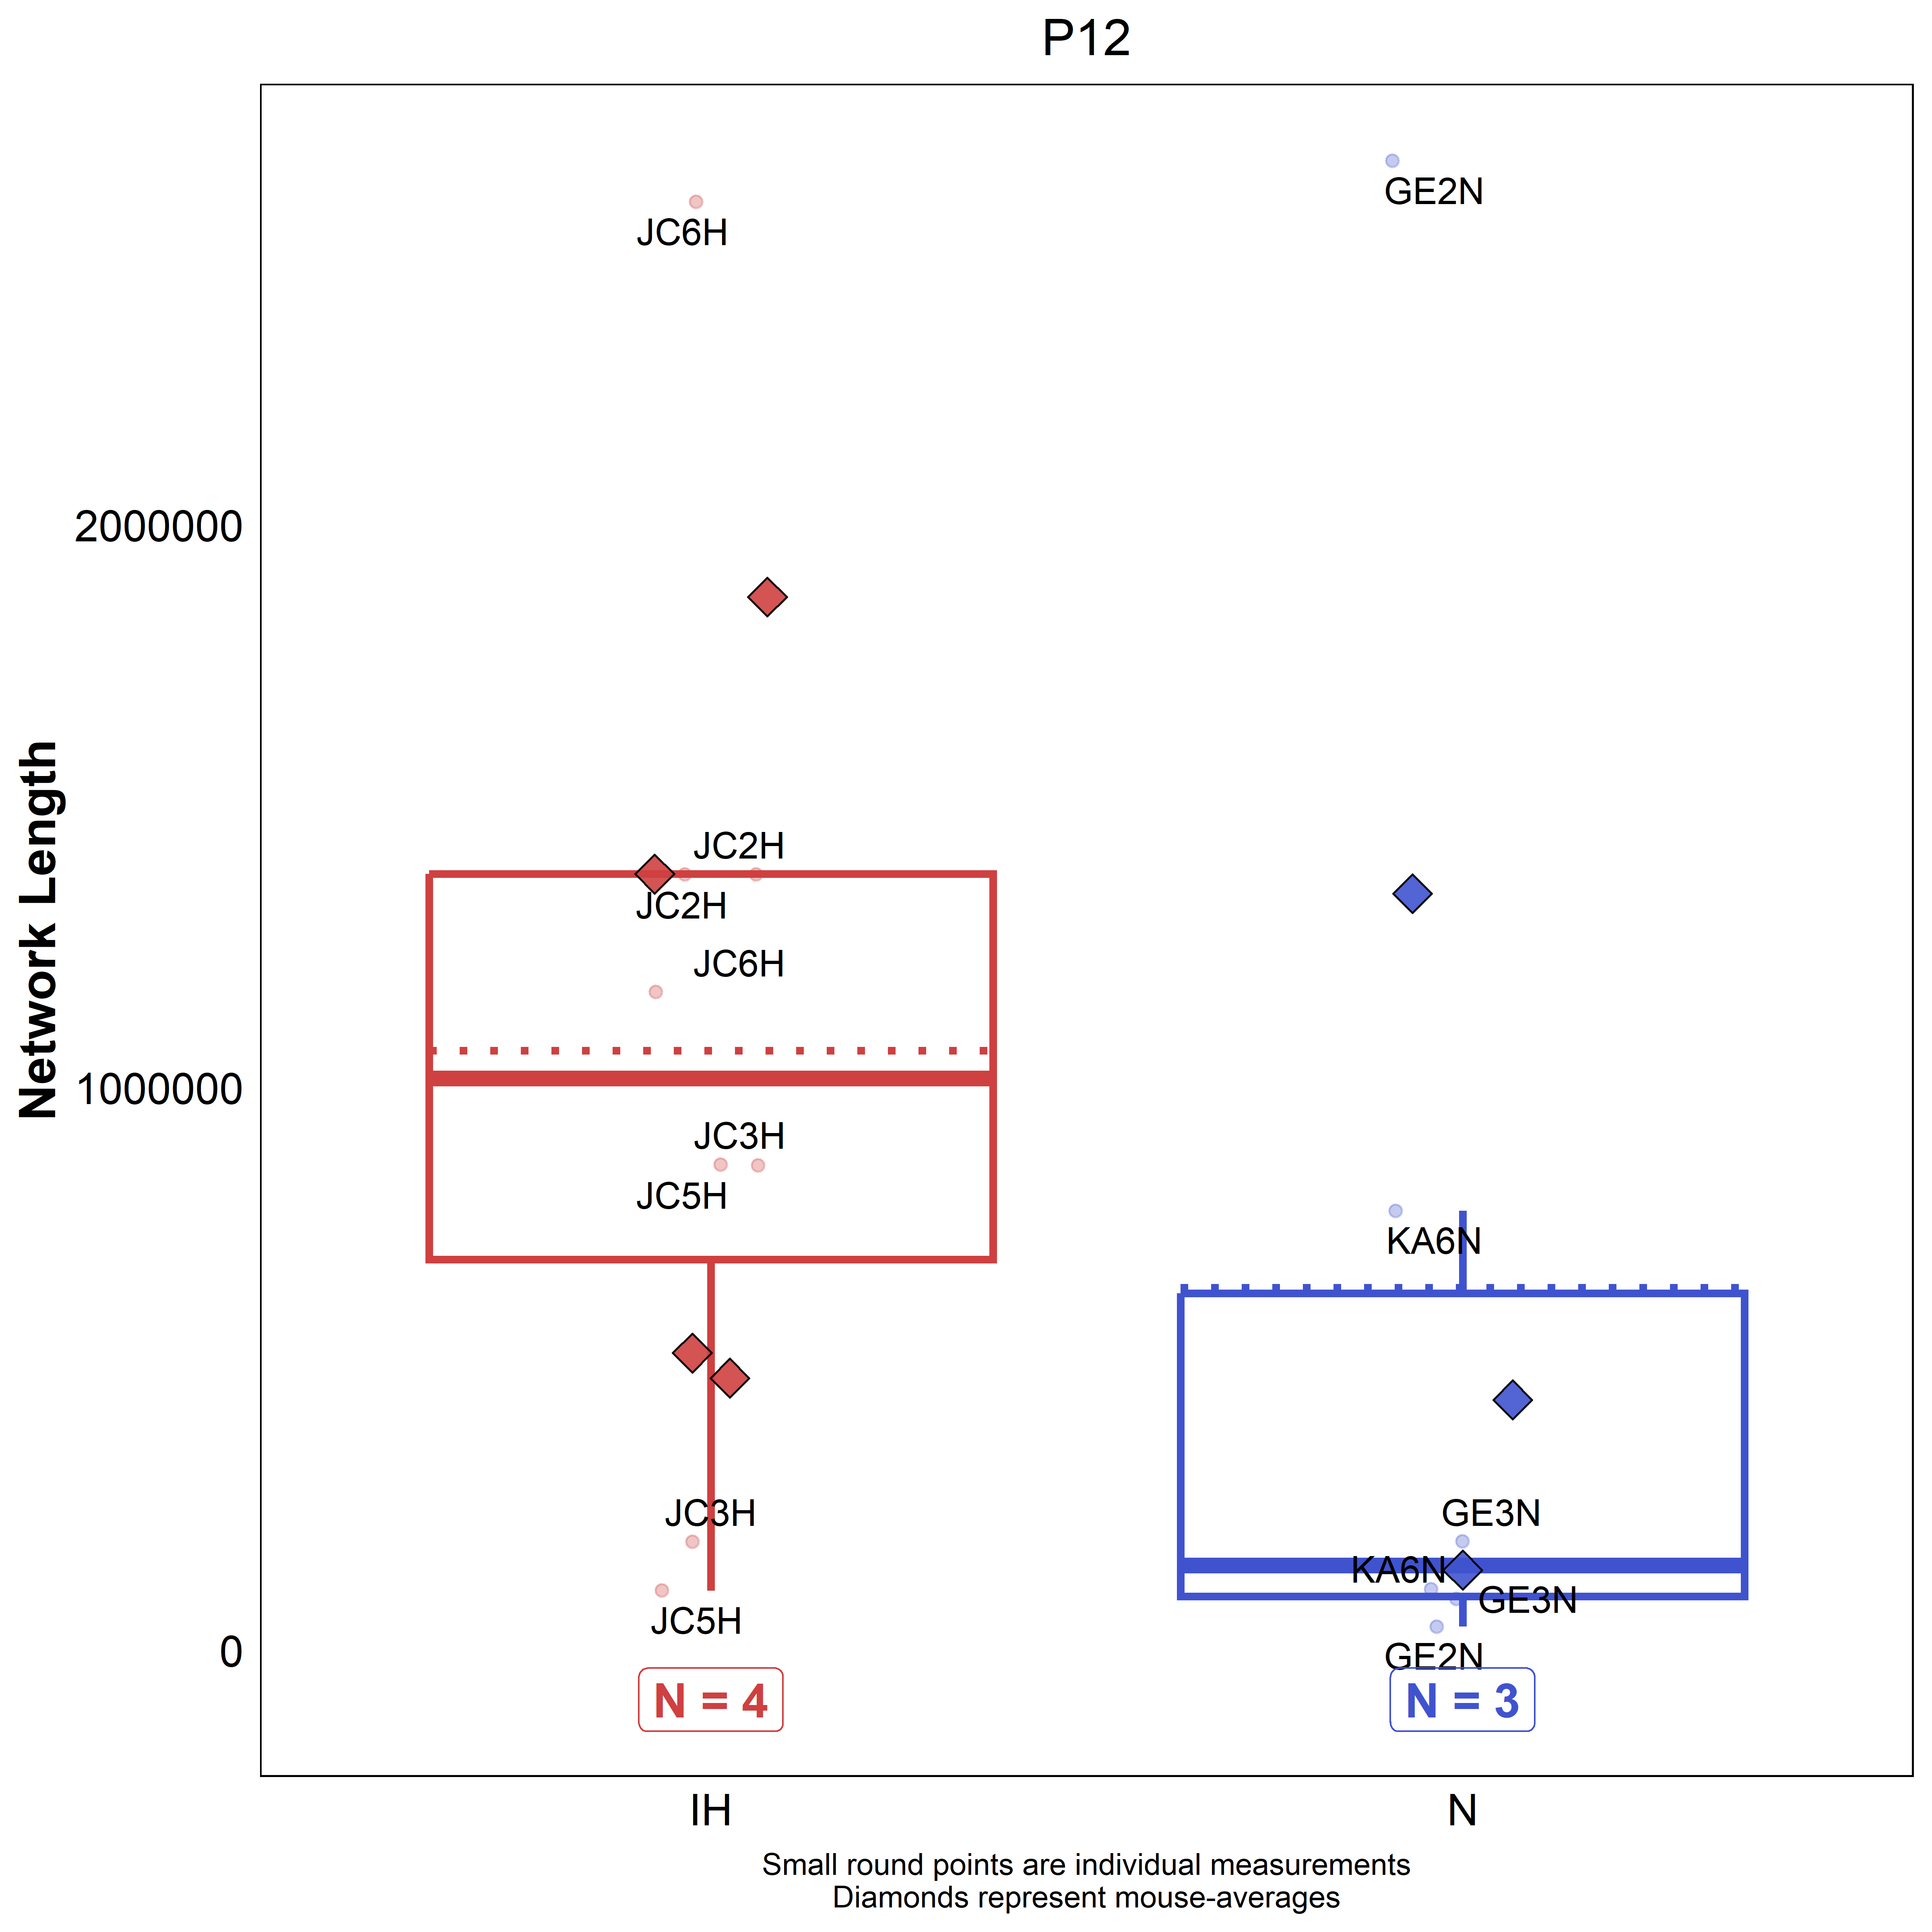 P12
GE2N
JC6H
2000000
JC2H
JC2H
JC6H
Network Length
1000000
JC3H
JC5H
KA6N
JC3H
GE3N
KA6N
GE3N
JC5H
GE2N
0
N = 4
N = 3
IH
N
Small round points are individual measurements
Diamonds represent mouse-averages